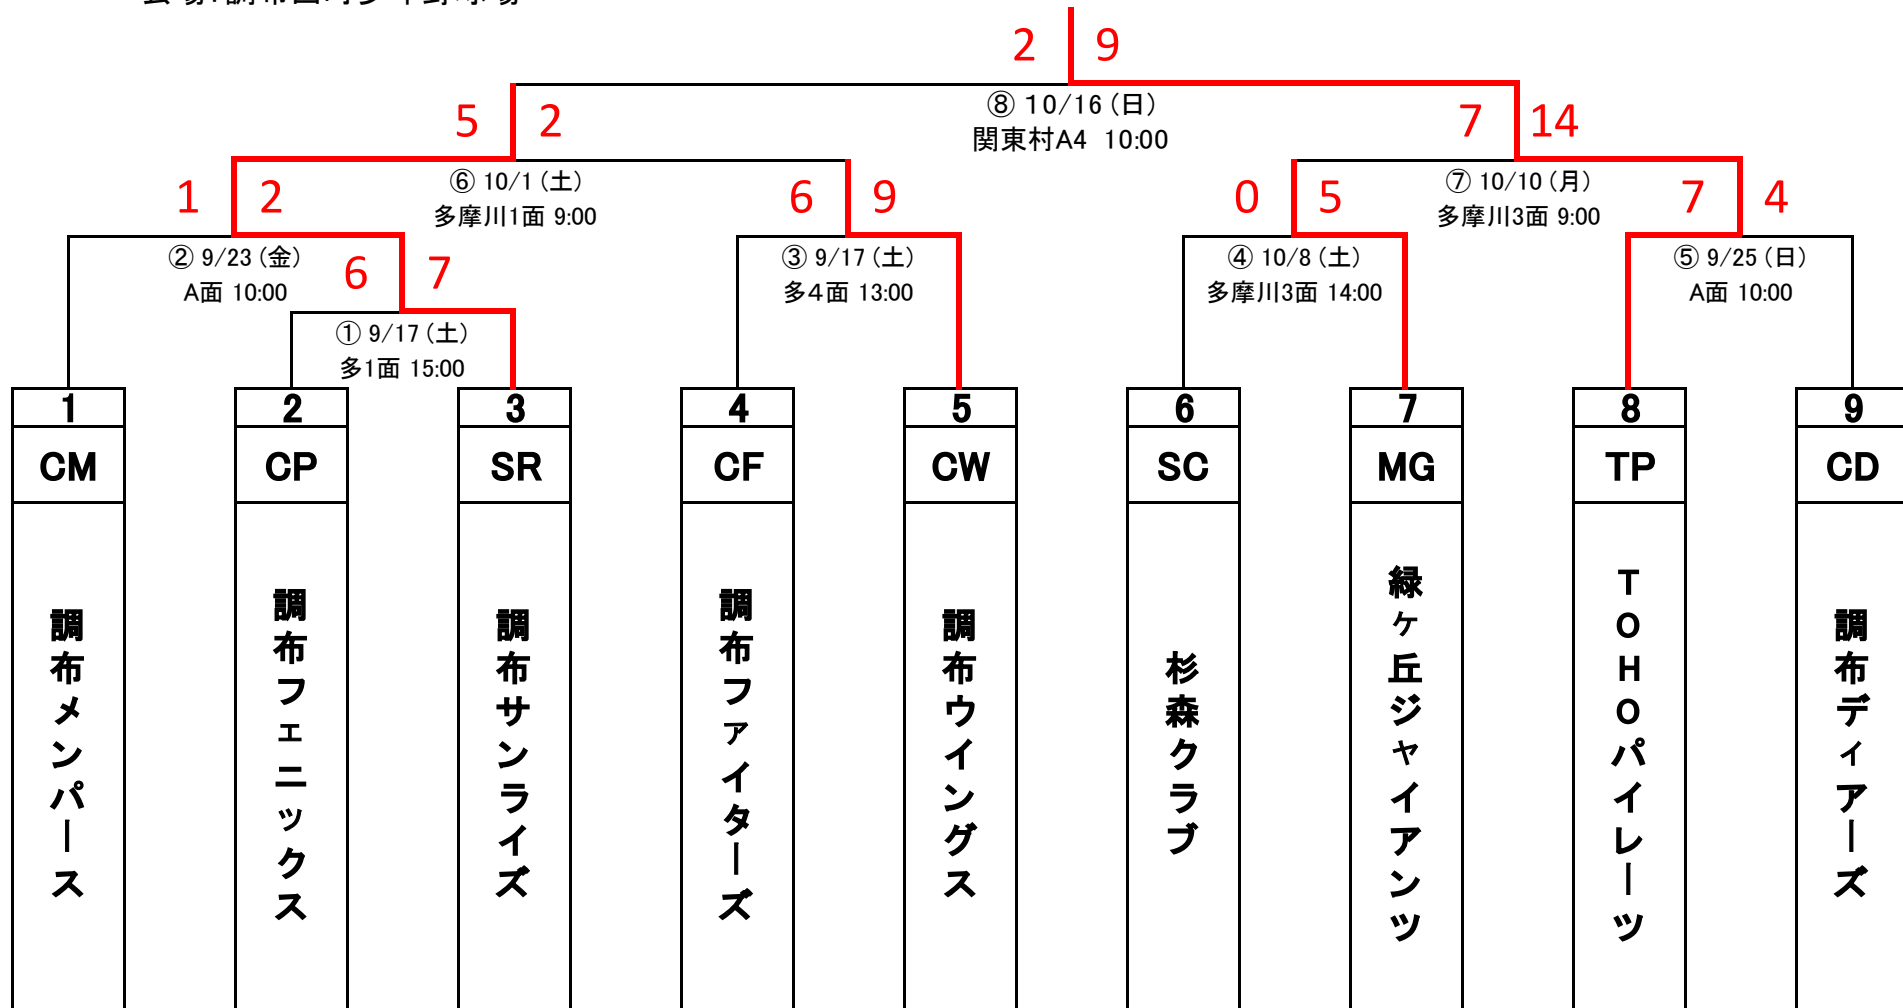 2 9
⑧ 10/16(日)
関東村A4 10:00
5 2
7 14
⑥ 10/1(土)
多摩川1面 9:00
⑦ 10/10(月)
多摩川3面 9:00
1 2
6 9
0 5
7 4
② 9/23(金)
A面 10:00
③ 9/17(土)
多4面 13:00
④ 10/8(土)
多摩川3面 14:00
⑤ 9/25(日)
A面 10:00
6 7
① 9/17(土)
多1面 15:00
1 2 3 4 5 6 7 8 9
CM CP SR CF CW SC MG TP CD
調布メンパース
調布フェニックス
調布サンライズ
調布ファイターズ
調布ウイングス
杉森クラブ
緑ケ丘ジャイアンツ
TOHOパイレーツ
調布ディアーズ